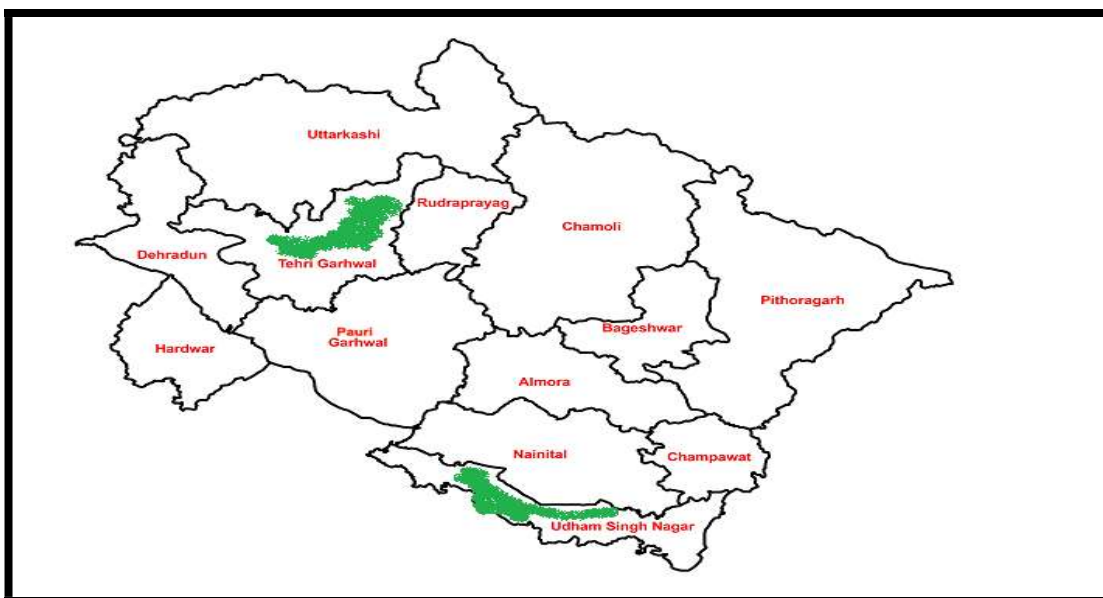 Uttarkashi
Rudraprayag
Chamoli
Dehradun
Tehri Garhwal
Pithoragarh
Hardwar
Pauri
Garhwal
Bageshwar
Almora
Nainital
Champawat
Udham Singh Nagar